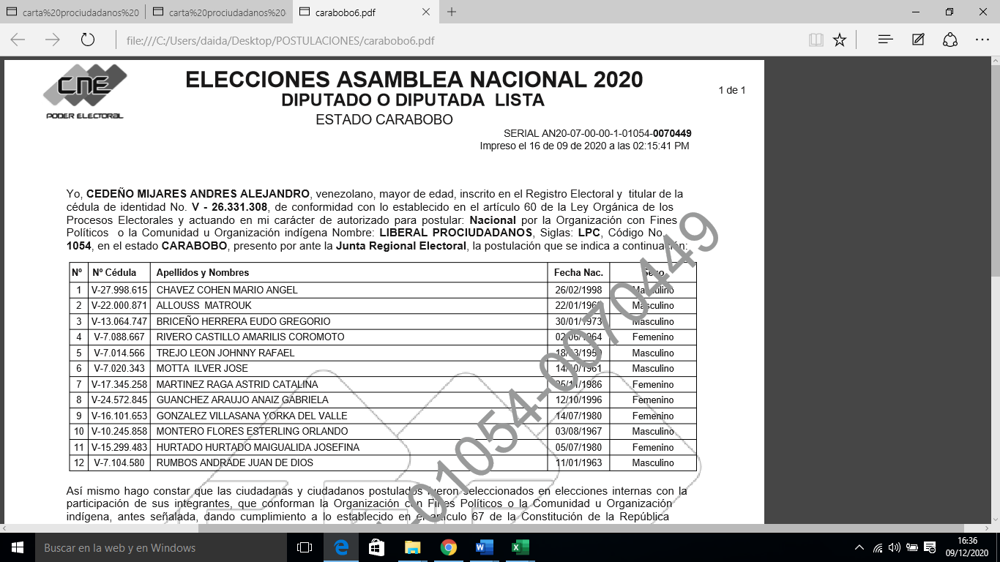 carta%20prociudadanos%20 carta%20prociudadanos%20 carabobo6.pdf
file:///C:/Users/daida/Desktop/POSTULACIONES/carabobo6.pdf
CNE
PODER ELECTORAL
ELECCIONES ASAMBLEA NACIONAL 2020
DIPUTADO O DIPUTADA LISTA
ESTADO CARABOBO
1 de 1
SERIAL AN20-07-00-00-1-01054-0070449
Impreso el 16 de 09 de 2020 a las 02:15:41 PM
Yo, CEDEÑO MIJARES ANDRES ALEJANDRO, venezolano, mayor de edad, inscrito en el Registro Electoral y titular de la
cédula de identidad No. V - 26.331.308, de conformidad con lo establecido en el artículo 60 de la Ley Orgánica de los
Procesos Electorales y actuando en mi carácter de autorizado para postular: Nacional por la Organización con Fines
Políticos o la Comunidad u Organización indígena Nombre: LIBERAL PROCIUDADANOS, Siglas: LPC, Código No.
1054, en el estado CARABOBO, presento por ante la Junta Regional Electoral, la postulación que se indica a continuación:
Nº Nº Cédula Apellidos y Nombres Fecha Nac. Sexo
1 V-27.998.615 CHAVEZ COHEN MARIO ANGEL 26/02/1998 Masculino
2 V-22.000.871 ALLOUSS MATROUK Masculino
3 V-13.064.747 BRICEÑO HERRERA EUDO GREGORIO 30/01/1973 Masculino
4 V-7.088.667 RIVERO CASTILLO AMARILIS COROMOTO 02/06/1964 Femenino
5 V-7.014.566 TREJO LEON JOHNNY RAFAEL Masculino
6 V-7.020.343 MOTTA ILVER JOSE 14/10/1961 Masculino
7 V-17.345.258 MARTINEZ RAGA ASTRID CATALINA 25/11/1986 Femenino
8 V-24.572.845 GUANCHEZ ARAUJO ANAIZ GABRIELA 12/10/1996 Femenino
9 V-16.101.653 GONZALEZ VILLASANA YORKA DEL VALLE 14/07/1980 Femenino
10 V-10.245.858 MONTERO FLORES ESTERLING ORLANDO 03/08/1967 Masculino
11 V-15.299.483 HURTADO HURTADO MAIGUALIDA JOSEFINA 05/07/1980 Femenino
12 V-7.104.580 RUMBOS ANDRADE JUAN DE DIOS 11/01/1963 Masculino
Así mismo hago constar que las ciudadanas y ciudadanos postulados fueron seleccionados en elecciones internas con la
participación de sus integrantes, que conforman la Organización con Fines Políticos o la Comunidad u Organización
indígena, antes señalada, dando cumplimiento a lo establecido en el artículo 67 de la Constitución de la República
-01054-0070449
Buscar en la web y en Windows
16:36
09/12/2020